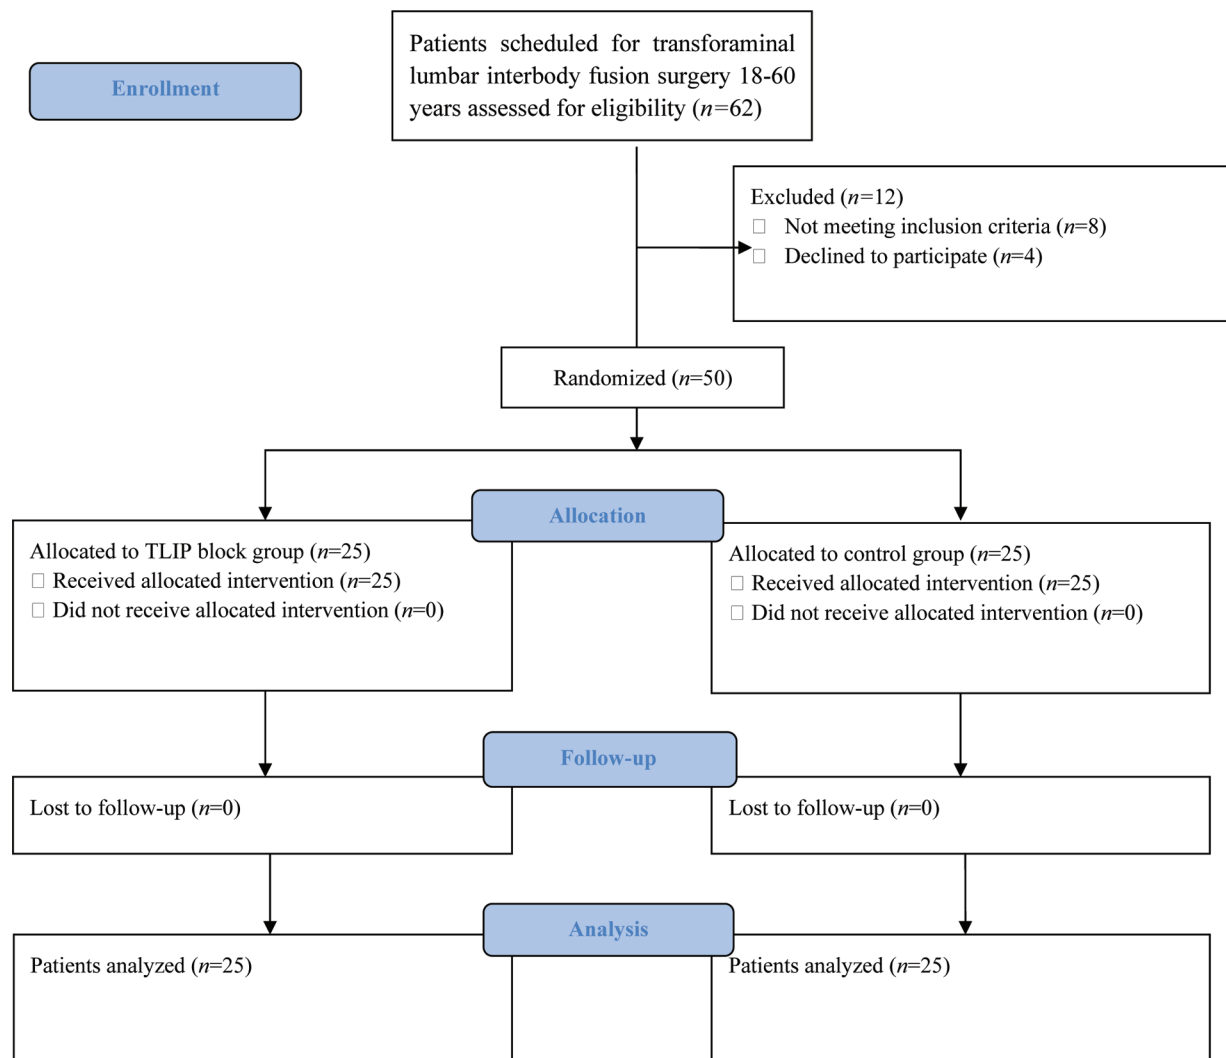 Enrollment
Patients scheduled for transforaminal
lumbar interbody fusion surgery 18-60
years assessed for eligibility (n=62)
Excluded (n=12)
□ Not meeting inclusion criteria (n=8)
□ Declined to participate (n=4)
Randomized (n=50)
Allocation
Allocated to TLIP block group (n=25)
□ Received allocated intervention (n=25)
□ Did not receive allocated intervention (n=0)
Allocated to control group (n=25)
□ Received allocated intervention (n=25)
□ Did not receive allocated intervention (n=0)
Follow-up
Lost to follow-up (n=0)
Lost to follow-up (n=0)
Analysis
Patients analyzed (n=25)
Patients analyzed (n=25)